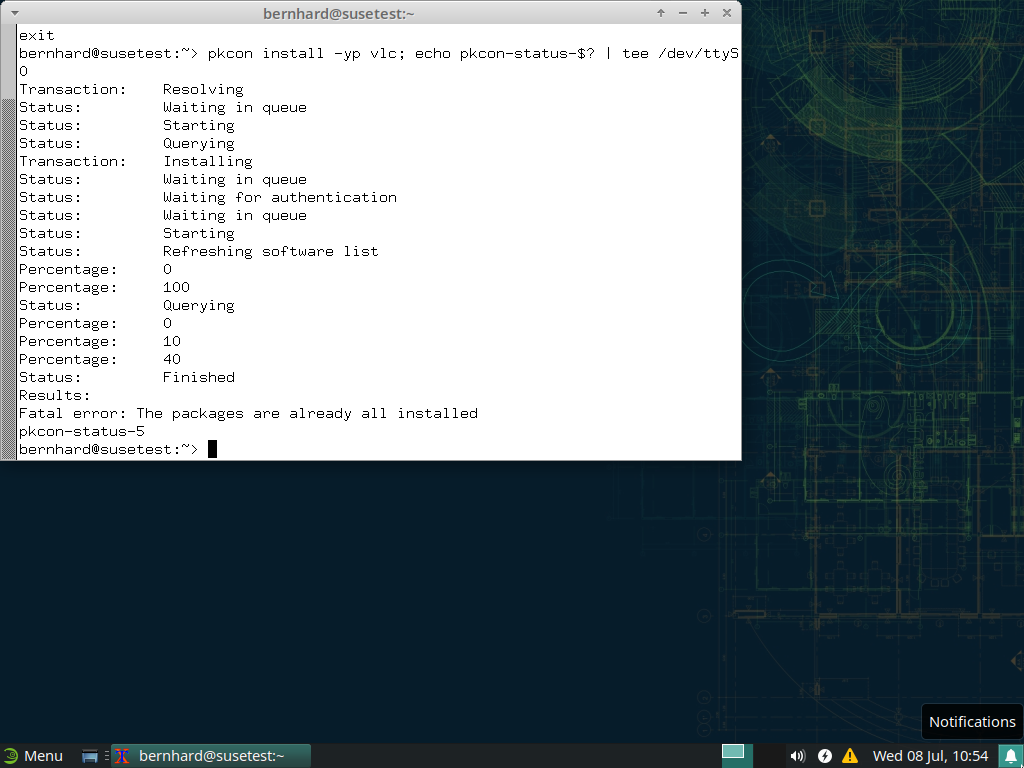 bernhard@susetest:~
exit
bernhard@susetest:~> pkcon install -yp vlc; echo pkcon-status-$? | tee /dev/ttyS
0
Transaction: Resolving
Status: Waiting in queue
Status: Starting
Status: Querying
Transaction: Installing
Status: Waiting in queue
Status: Waiting for authentication
Status: Waiting in queue
Status: Starting
Status: Refreshing software list
Percentage: 0
Percentage: 100
Status: Querying
Percentage: 0
Percentage: 10
Percentage: 40
Status: Finished
Results:
Fatal error: The packages are already all installed
pkcon-status-5
bernhard@susetest:~>
Notifications
Menu
bernhard@susetest:~
Wed 08 Jul, 10:54